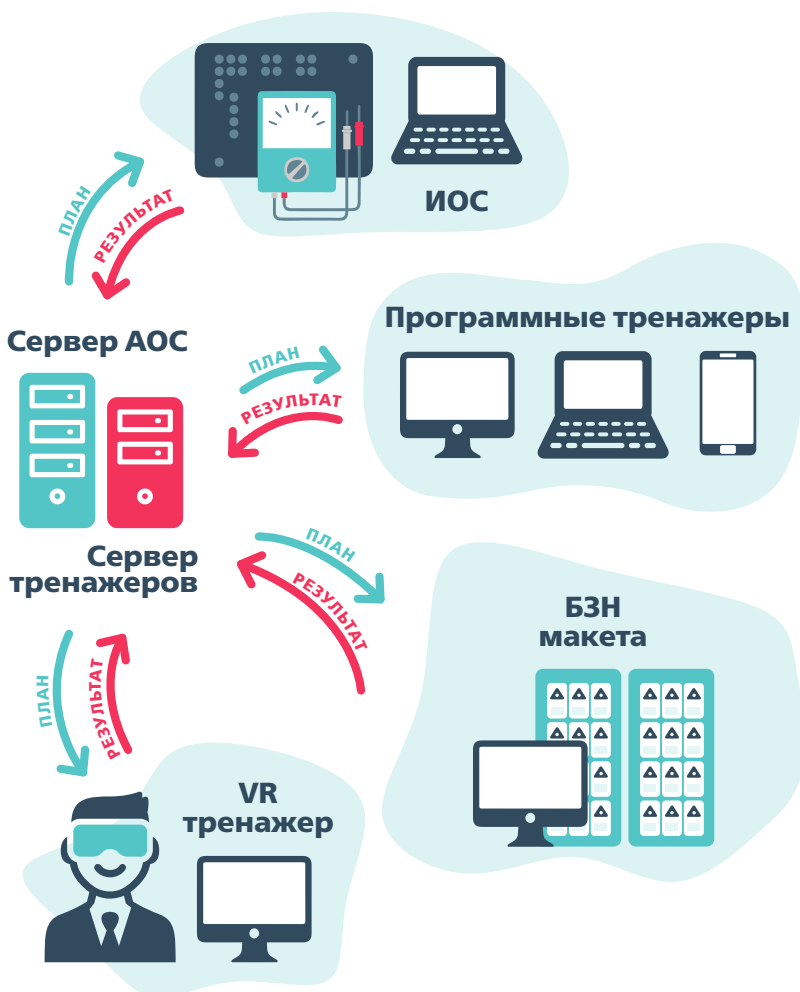 ПЛАН
РЕЗУЛЬТАТ
ИОС
Программные тренажеры
Сервер АОС
ПЛАН
РЕЗУЛЬТАТ
Сервер
тренажеров
ПЛАН
РЕЗУЛЬТАТ
БЗН
макета
ПЛАН
РЕЗУЛЬТАТ
VR
тренажер